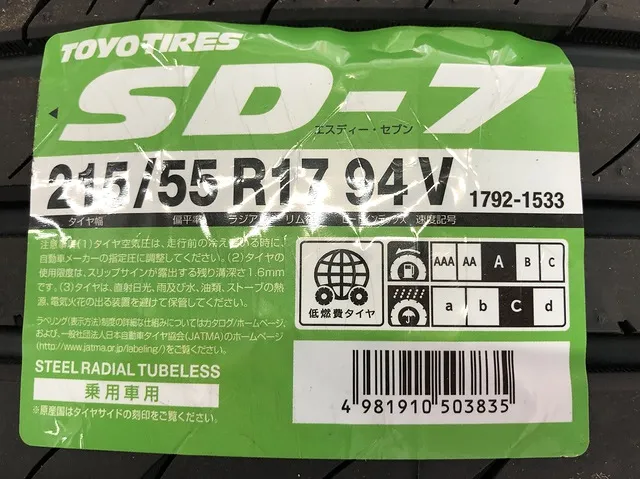 TOYO TIRES
SD-7
エスディー・セブン
215/55 R17 94 V 1792-1533
タイヤ幅 偏平率 ラジアル リム径 ロードインデックス 速度記号
注意事項(1)タイヤ空気圧は、走行前の冷えている時に、
自動車メーカーの指定圧に調整してください。(2)タイヤの
使用限度は、スリップサインが露出する残り溝深さ1.6mm
です。(3)タイヤは、直射日光、雨及び水、油類、ストーブの熱
源、電気火花の出る装置を避けて保管してください。
ラベリング(表示方法)制度の詳細な仕組みについてはカタログ/ホームページ、
および、一般社団法人日本自動車タイヤ協会(JATMA)のホームページ
(http://www.jatma.or.jp/labeling/)をご覧ください。
STEEL RADIAL TUBELESS
乗用車用
※原産国はタイヤサイドの刻印をご覧ください。
低燃費タイヤ
AAA AA A B C
a b C d
4 981910 503835